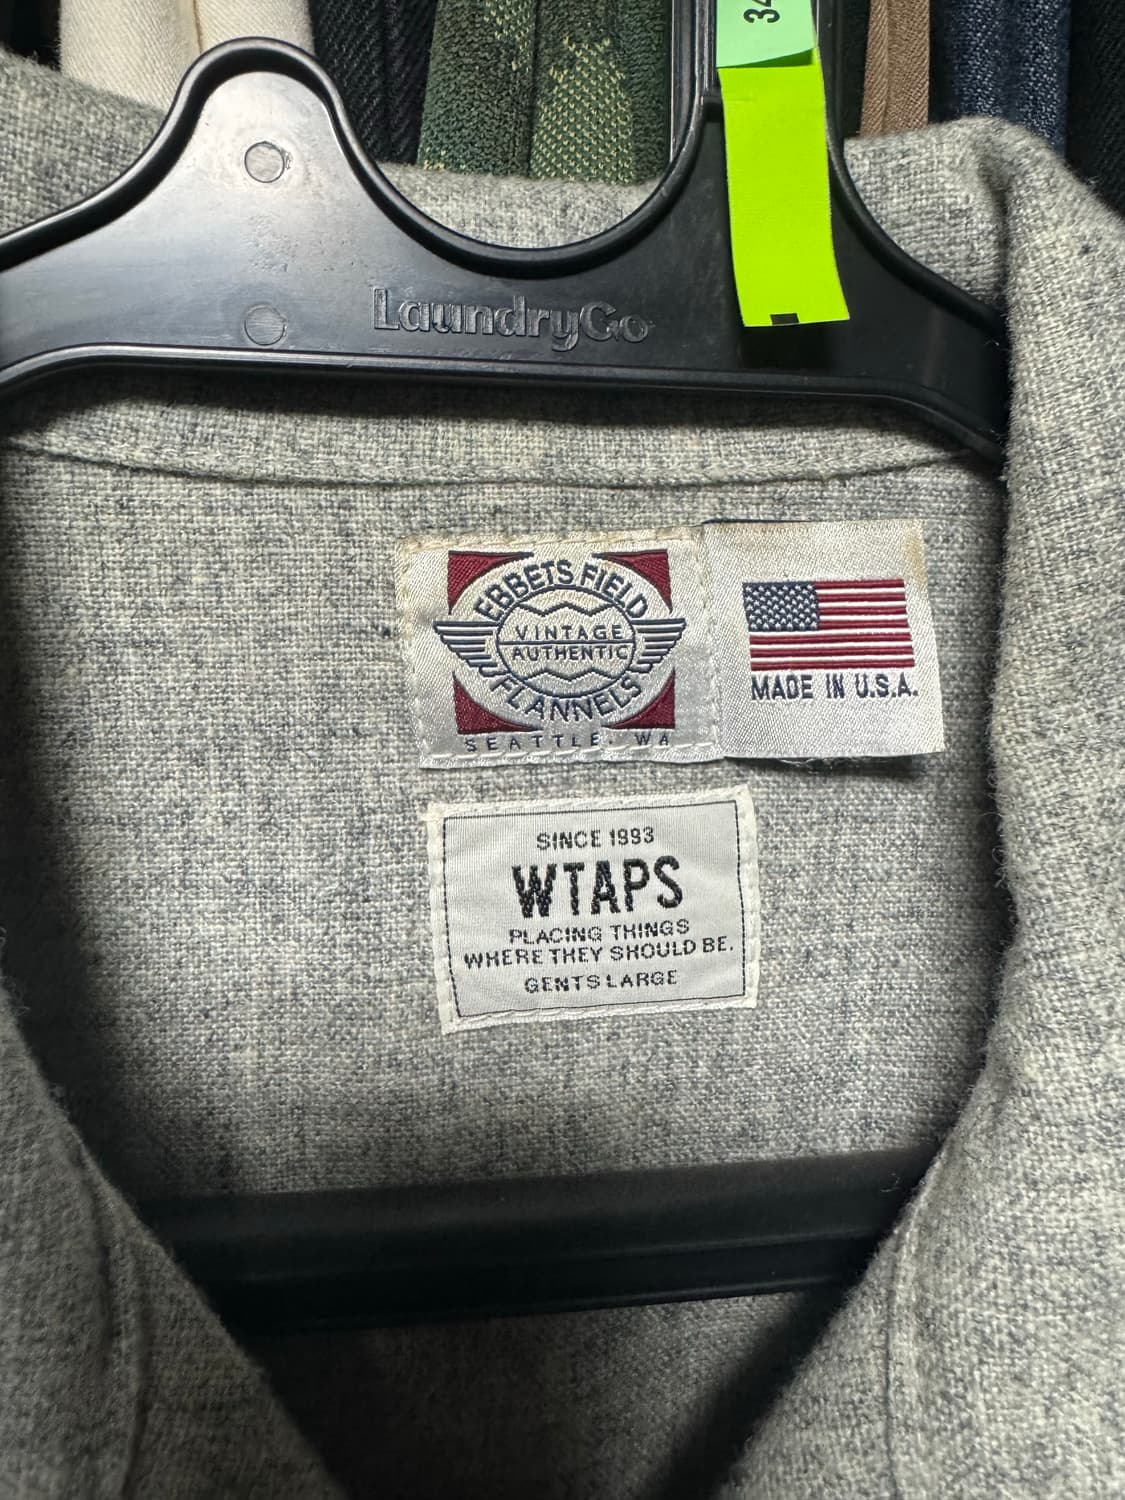 34
LaundryGo
EBBETS FIELD
VINTAGE
AUTHENTIC
FLANNELS
SEATTLE, WA
MADE IN U.S.A.
SINCE 1993
WTAPS
PLACING THINGS
WHERE THEY SHOULD BE.
GENTS LARGE